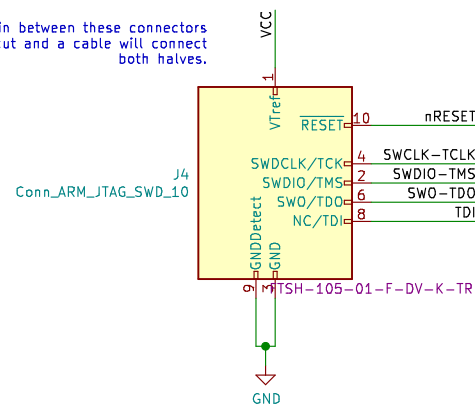 in between these connectors
cut and a cable will connect
both halves.
VCC
1
VTref
RESET
10
nRESET
SWDCLK/TCK
4
SWCLK-TCLK
SWDIO/TMS
2
SWDIO-TMS
SWO/TDO
6
SWO-TDO
NC/TDI
8
TDI
J4
Conn_ARM_JTAG_SWD_10
GNDDetect
GND
9
3
FTSH-105-01-F-DV-K-TR
GND